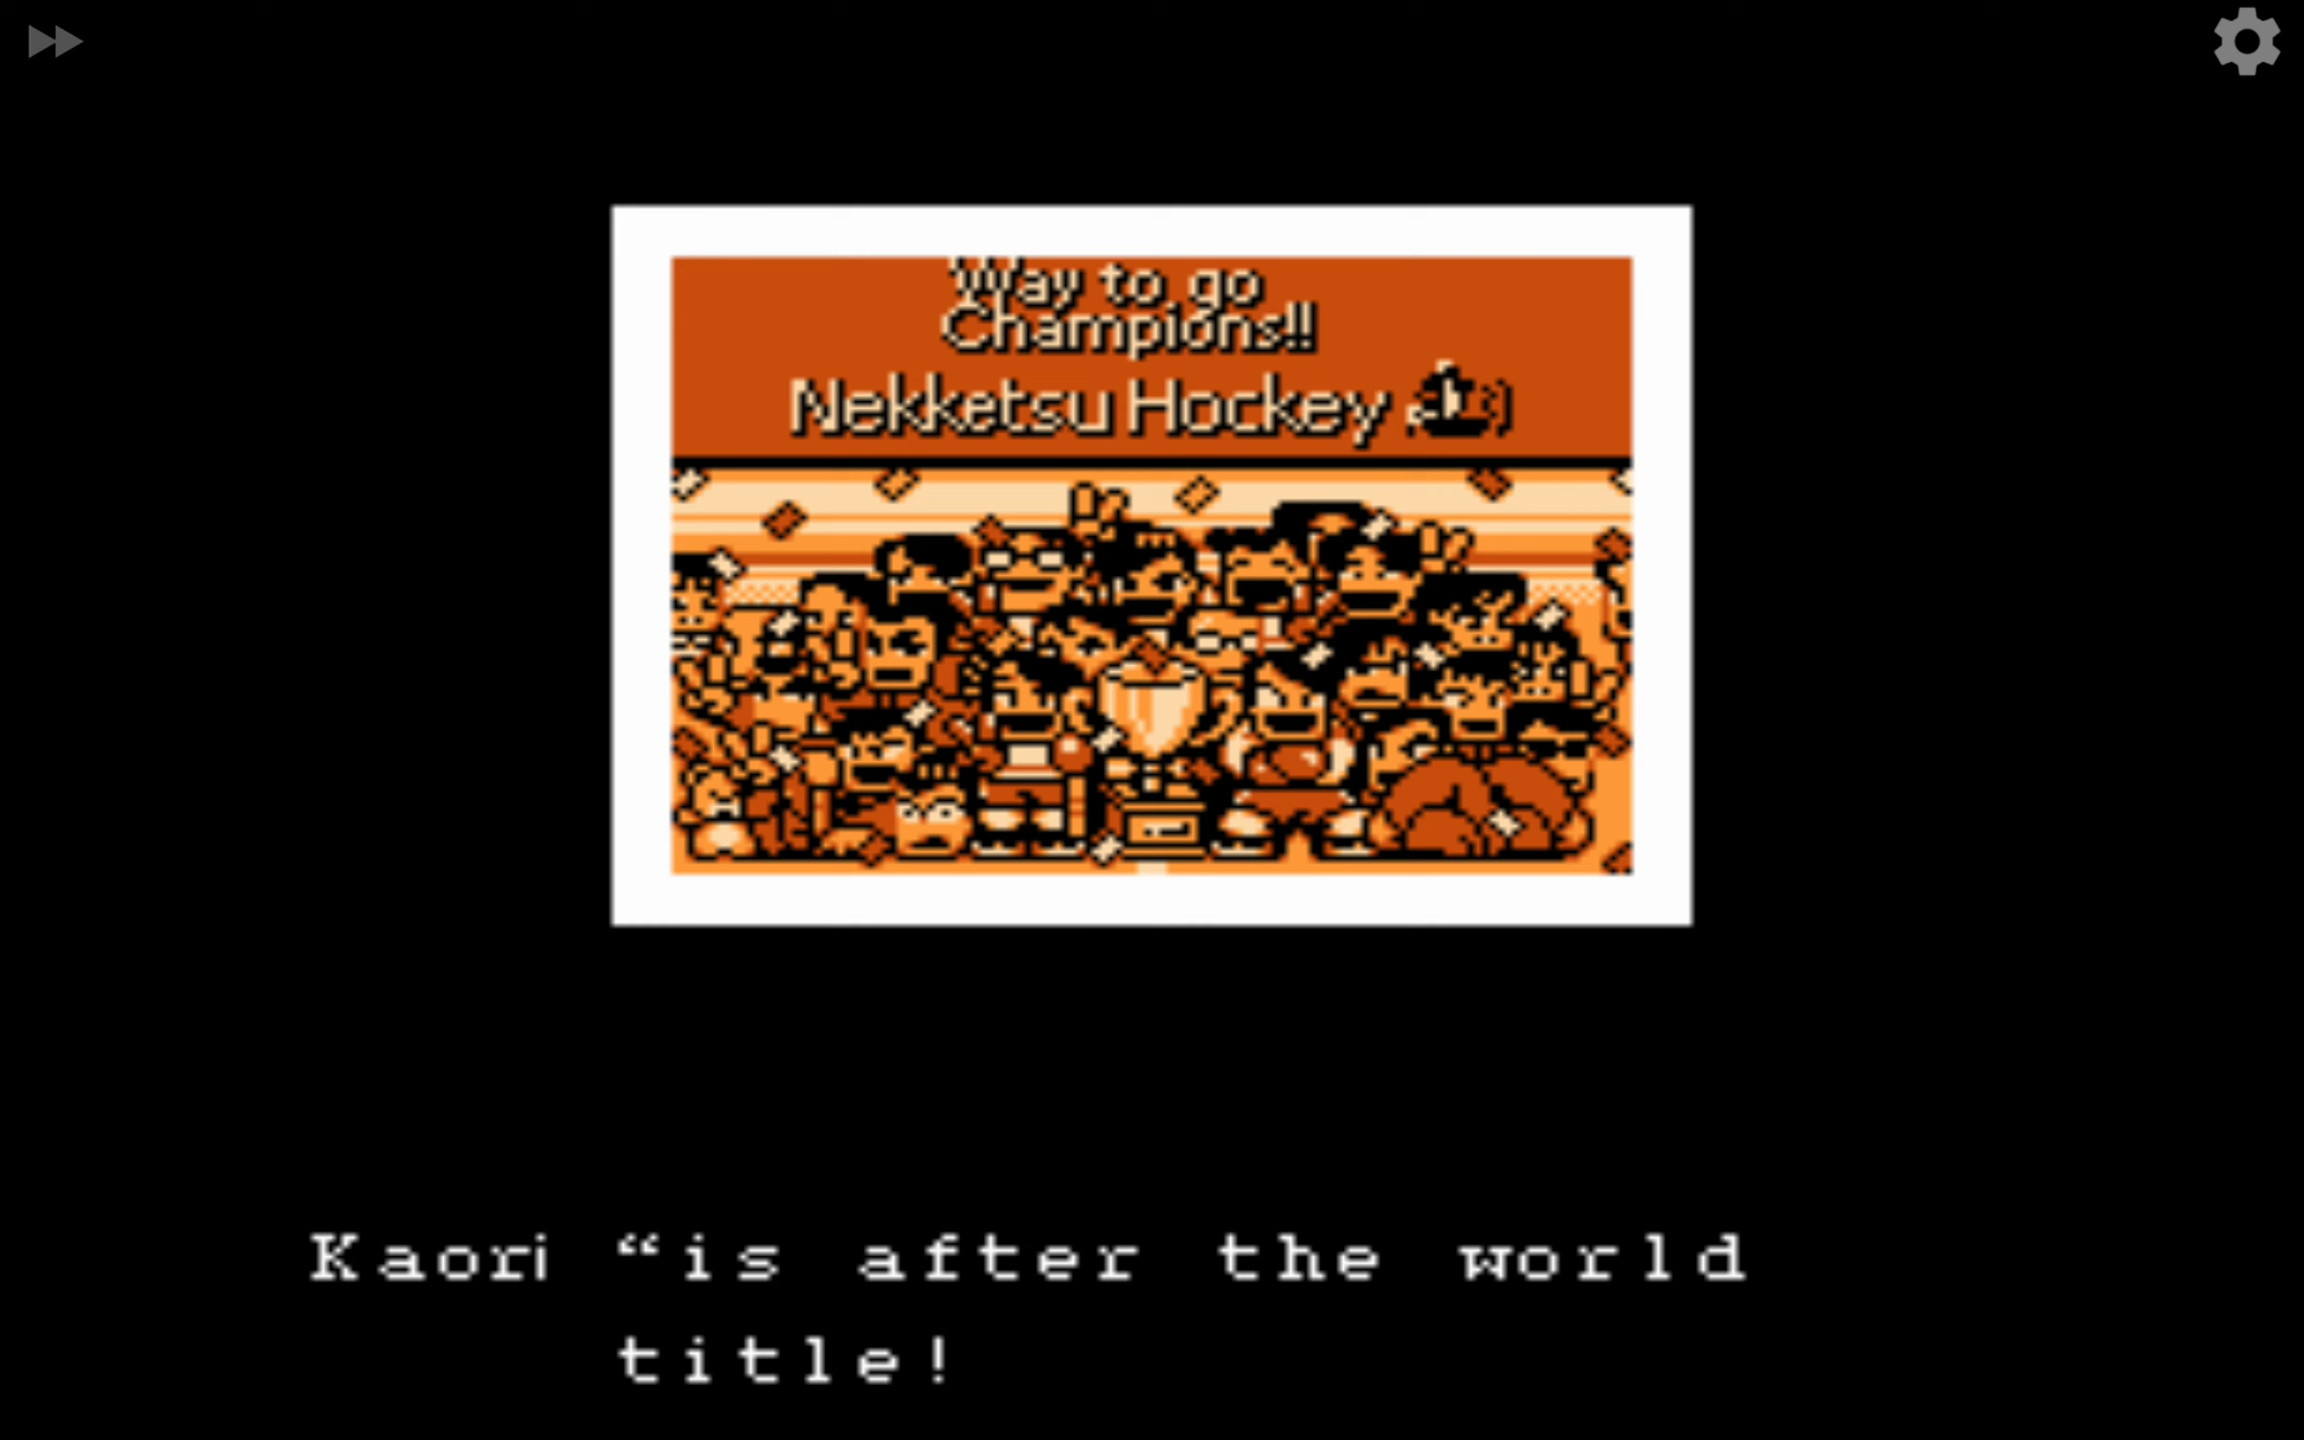 Way to go
Champions!!
Nekketsu Hockey
Kaori “is after the world
title!